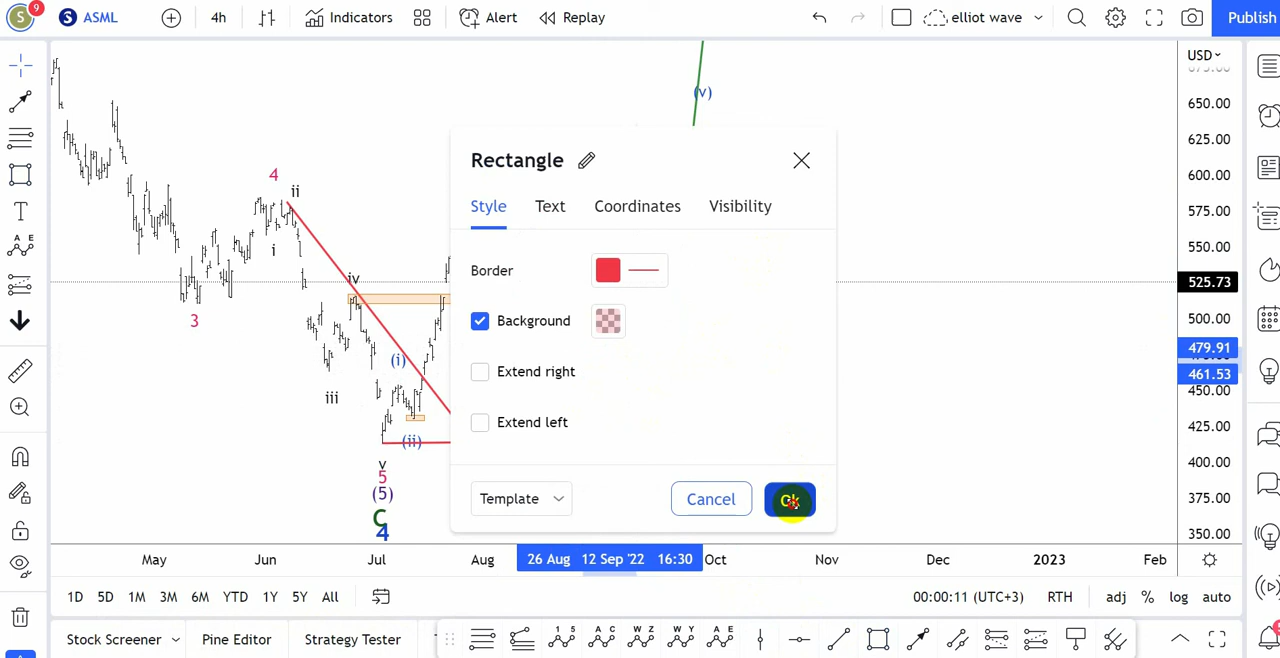 S 9 S ASML 4h Indicators Alert Replay elliot wave Publish
USD
650.00
625.00
600.00
575.00
550.00
525.73
500.00
479.91
461.53
450.00
425.00
400.00
375.00
350.00
(v)
4
ii
i
iv
3
(i)
iii
(ii)
v
5
(5)
C
4
Rectangle
Style Text Coordinates Visibility
Border
Background
Extend right
Extend left
Template Cancel Ok
May Jun Jul Aug 26 Aug 12 Sep '22 16:30 Oct Nov Dec 2023 Feb
1D 5D 1M 3M 6M YTD 1Y 5Y All 00:00:11 (UTC+3) RTH adj % log auto
Stock Screener Pine Editor Strategy Tester
1 5 A C W Z W Y A E
T
A E